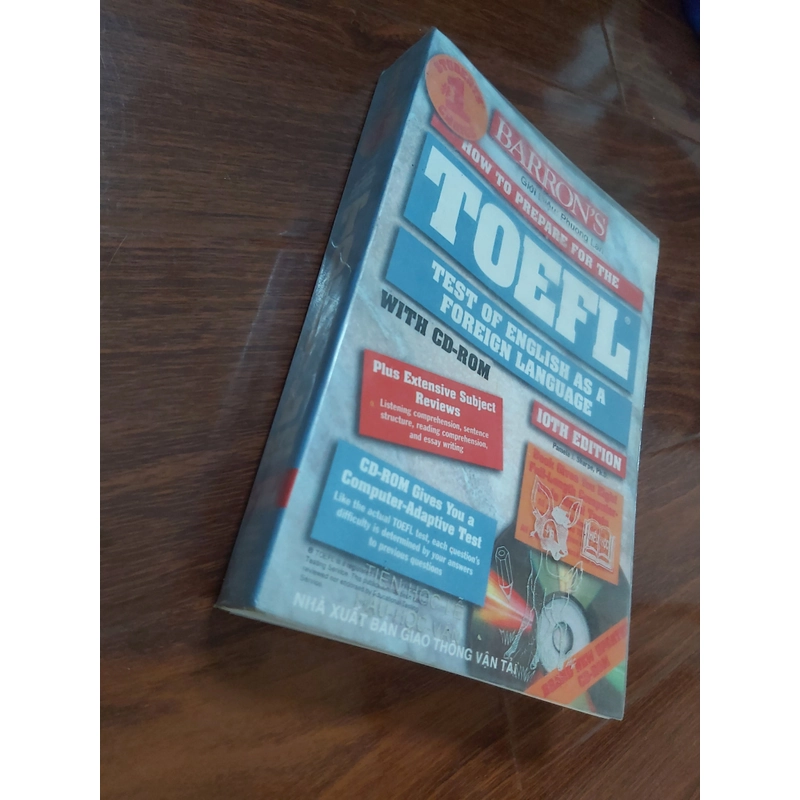 #1
BARRON'S
HOW TO PREPARE FOR THE
TOEFL®
TEST OF ENGLISH AS A
FOREIGN LANGUAGE
WITH CD-ROM
10TH EDITION
Plus Extensive Subject
Reviews
Listening comprehension, sentence
structure, reading comprehension,
and essay writing
CD-ROM Gives You a
Computer-Adaptive Test
Like the actual TOEFL test, each question's
difficulty is determined by your answers
to previous questions
TIÊN HỌC
NHÀ XUẤT BẢN GIAO THÔNG VẬN TẢI